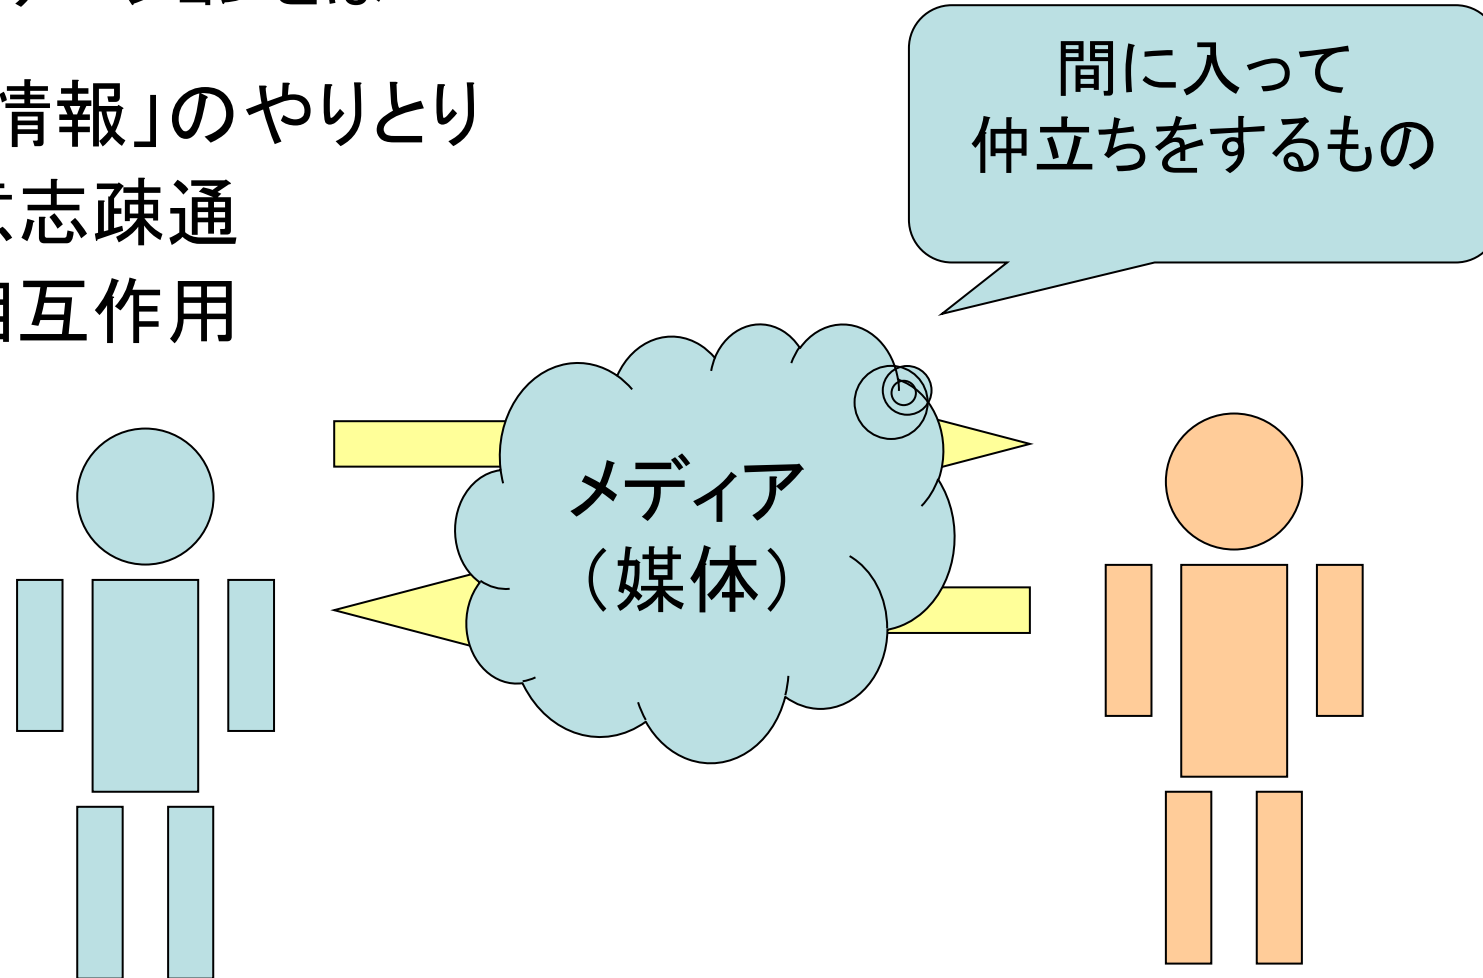 情報」のやりとり
志疎通
互作用
間に入って
仲立ちをするもの
メディア
（媒体）